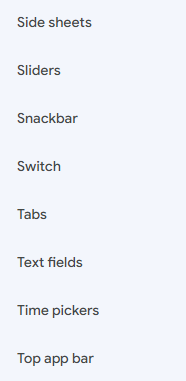 Side sheets
Sliders
Snackbar
Switch
Tabs
Text fields
Time pickers
Top app bar